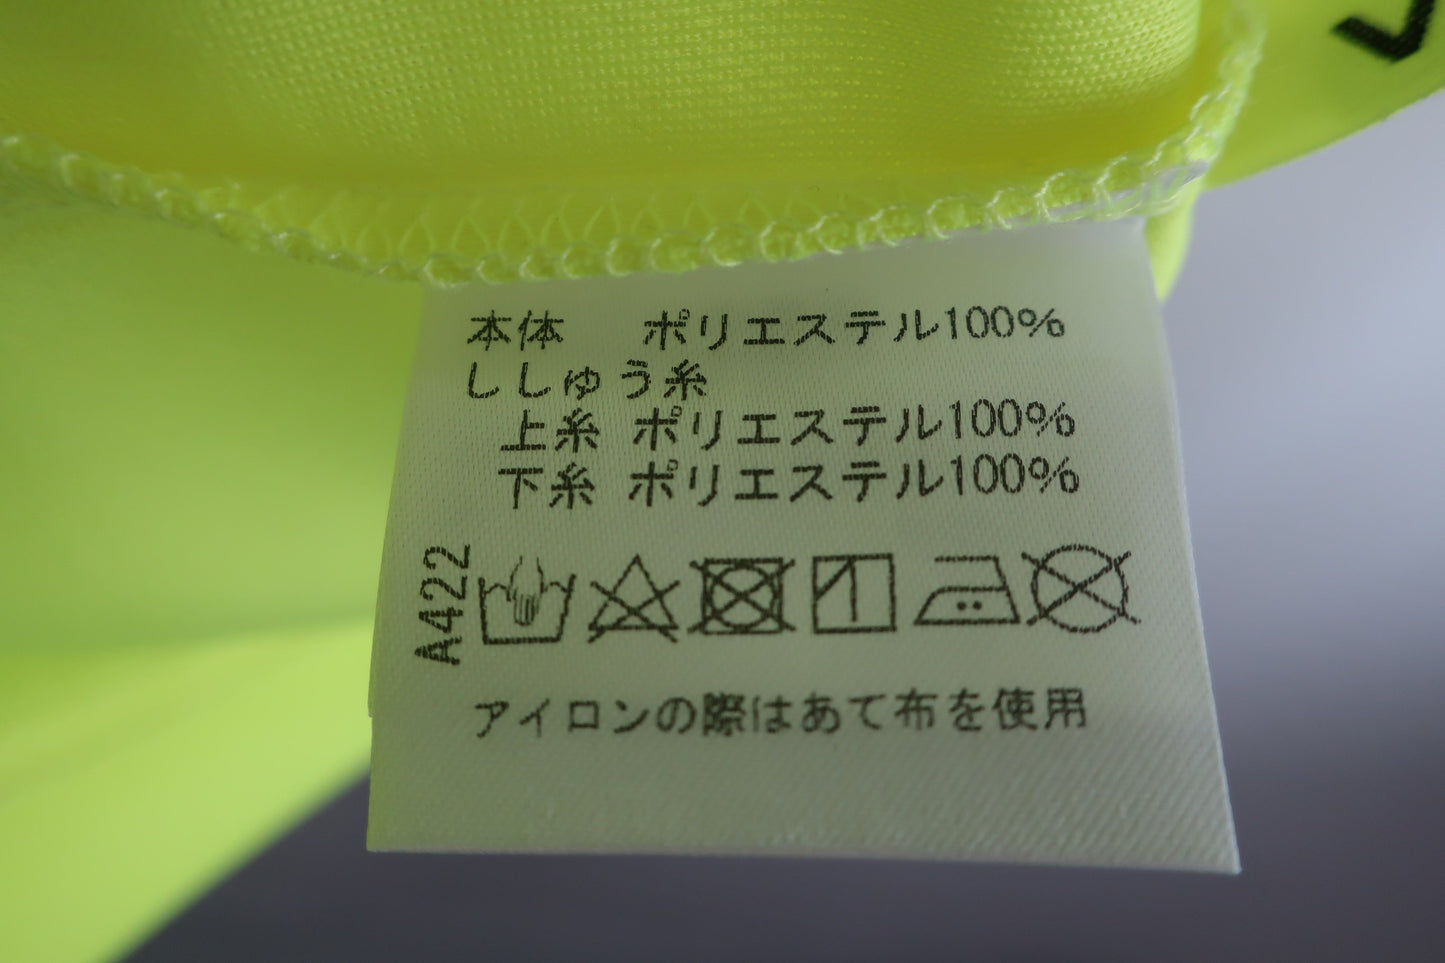 本体 ポリエステル100%
ししゅう糸
上糸 ポリエステル100%
下糸 ポリエステル100%
A422
アイロンの際はあて布を使用